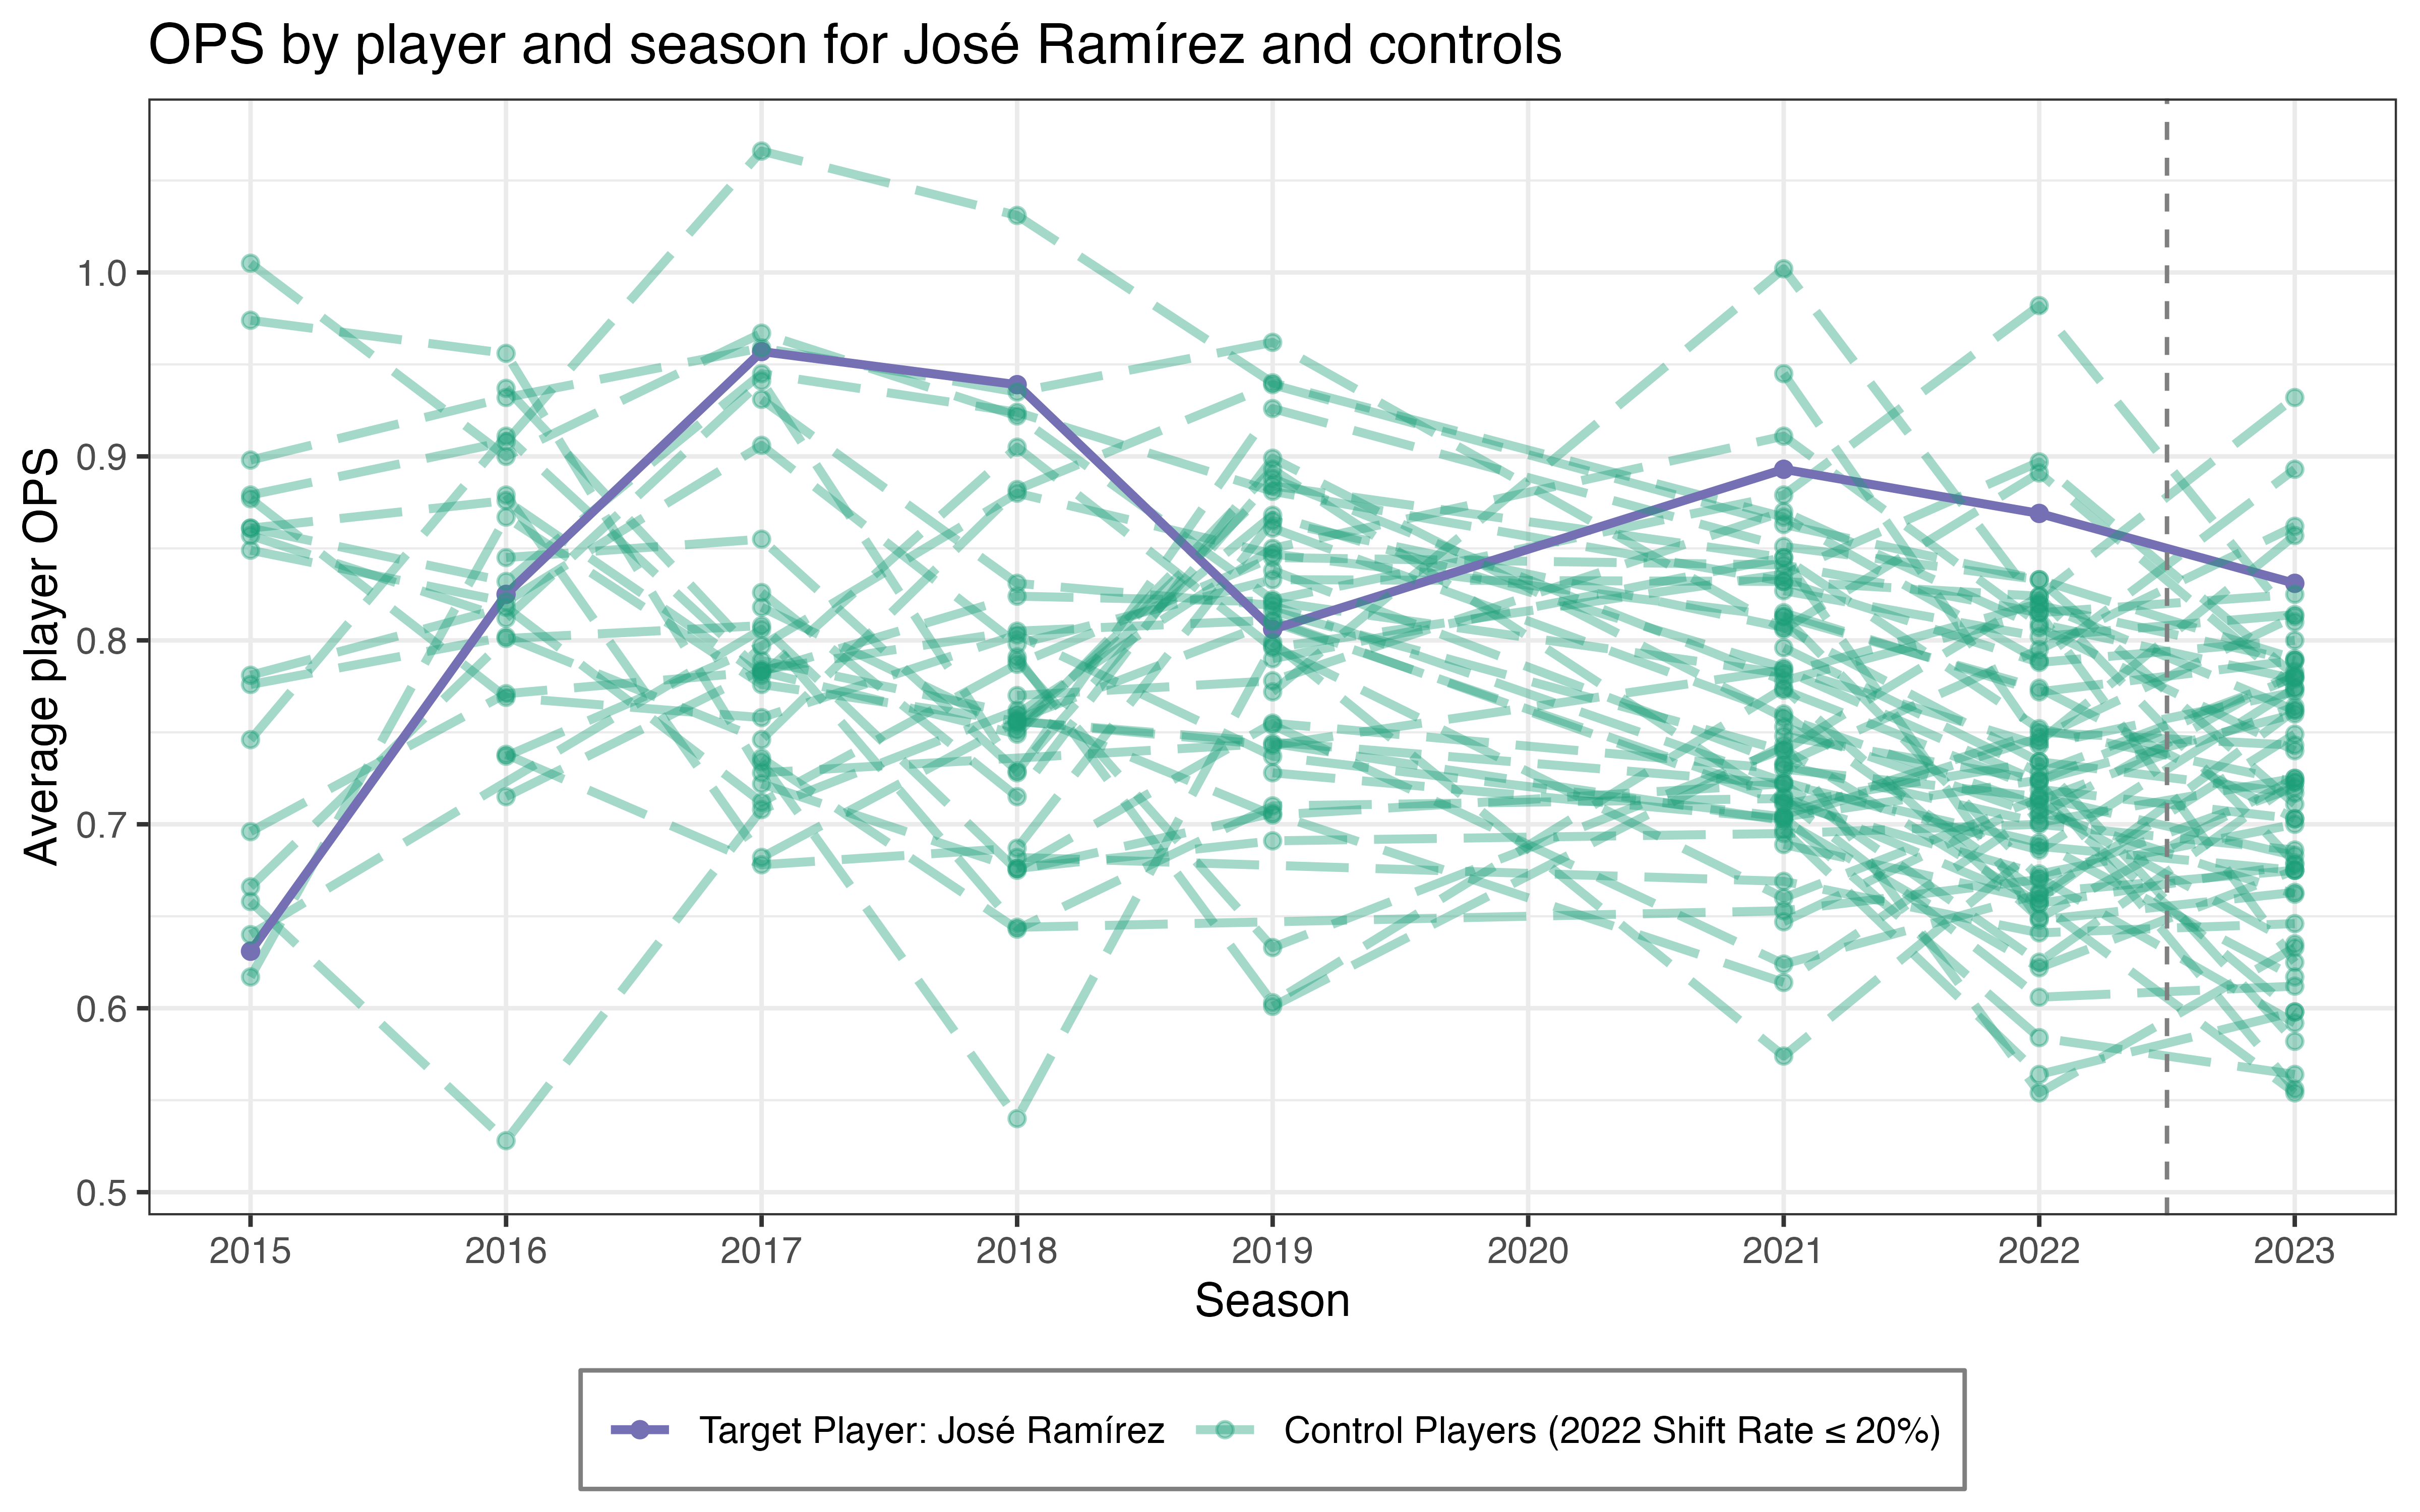 OPS by player and season for José Ramírez and controls
Average player OPS
1.0
0.9
0.8
0.7
0.6
0.5
2015 2016 2017 2018 2019 2020 2021 2022 2023
Season
Target Player: José Ramírez Control Players (2022 Shift Rate ≤ 20%)